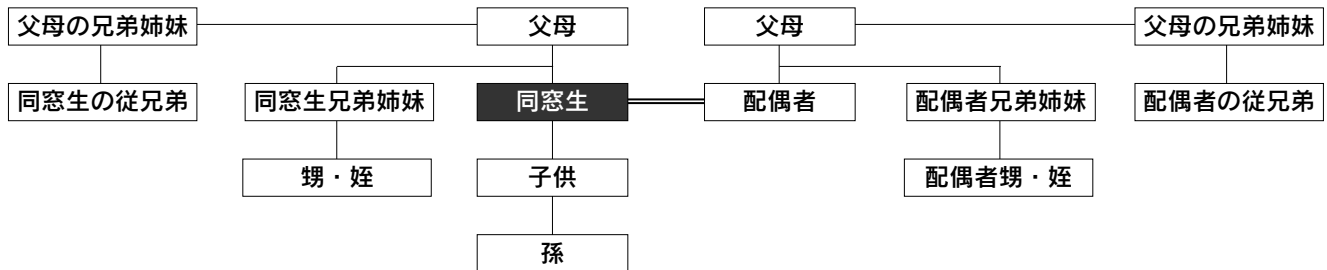 父母の兄弟姉妹
父母
父母
父母の兄弟姉妹
同窓生の従兄弟
同窓生兄弟姉妹
同窓生
配偶者
配偶者兄弟姉妹
配偶者の従兄弟
甥・姪
子供
配偶者甥・姪
孫